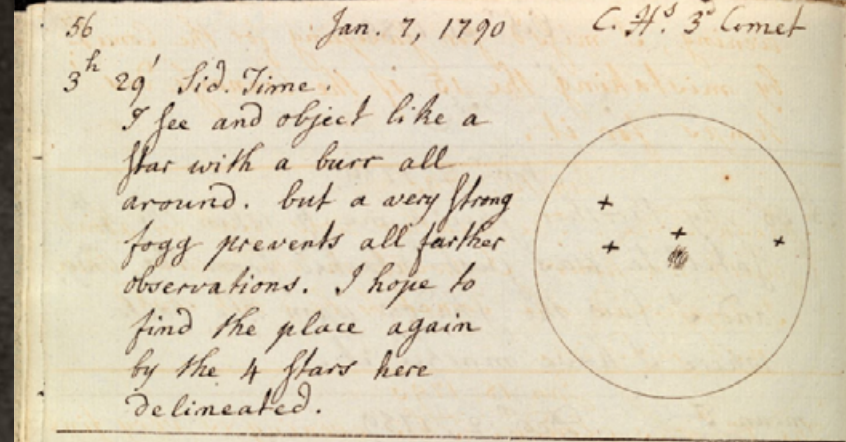 56 Jan. 7, 1790 C. H.s 3d Comet
3h 29' Sid. Time.
I see and object like a
star with a burr all
around. but a very strong
fogg prevents all further
observations. I hope to
find the place again
by the 4 stars here
delineated.